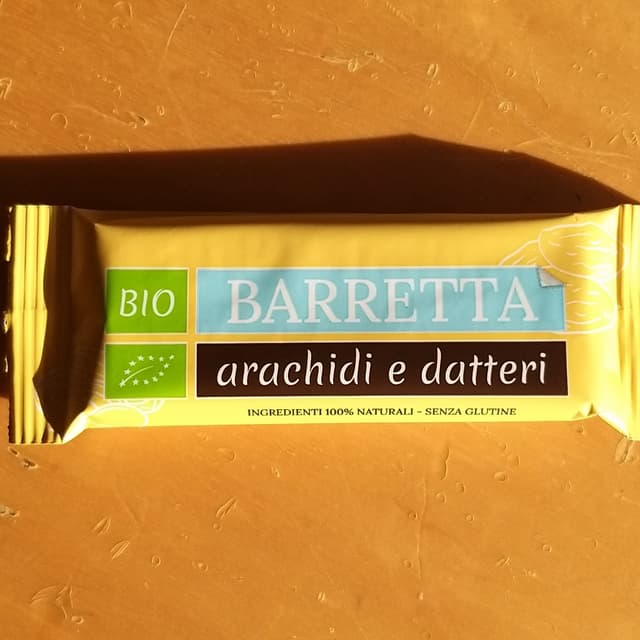 BIO
BARRETTA
arachidi e datteri
INGREDIENTI 100% NATURALI - SENZA GLUTINE